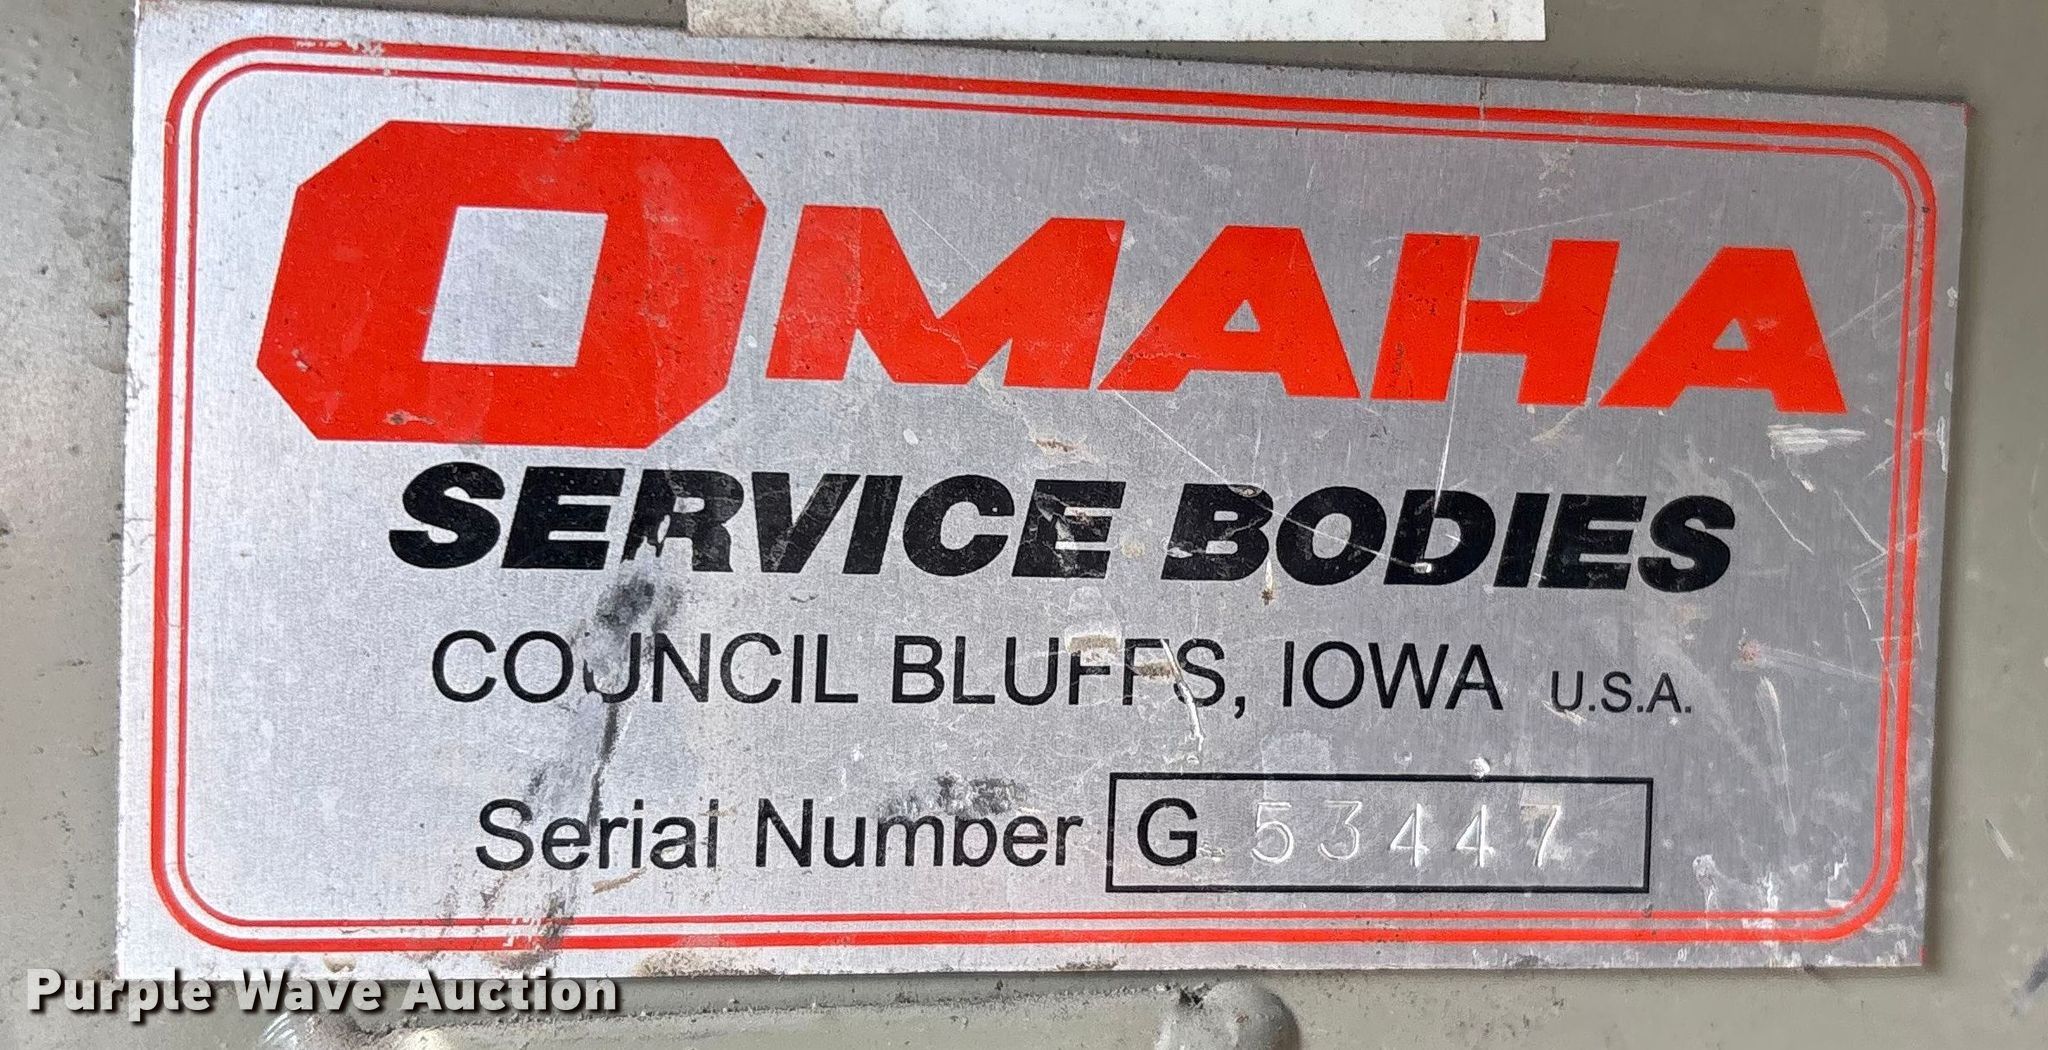 OMAHA
SERVICE BODIES
COUNCIL BLUFFS, IOWA U.S.A.
Serial Number G 53447
Purple Wave Auction